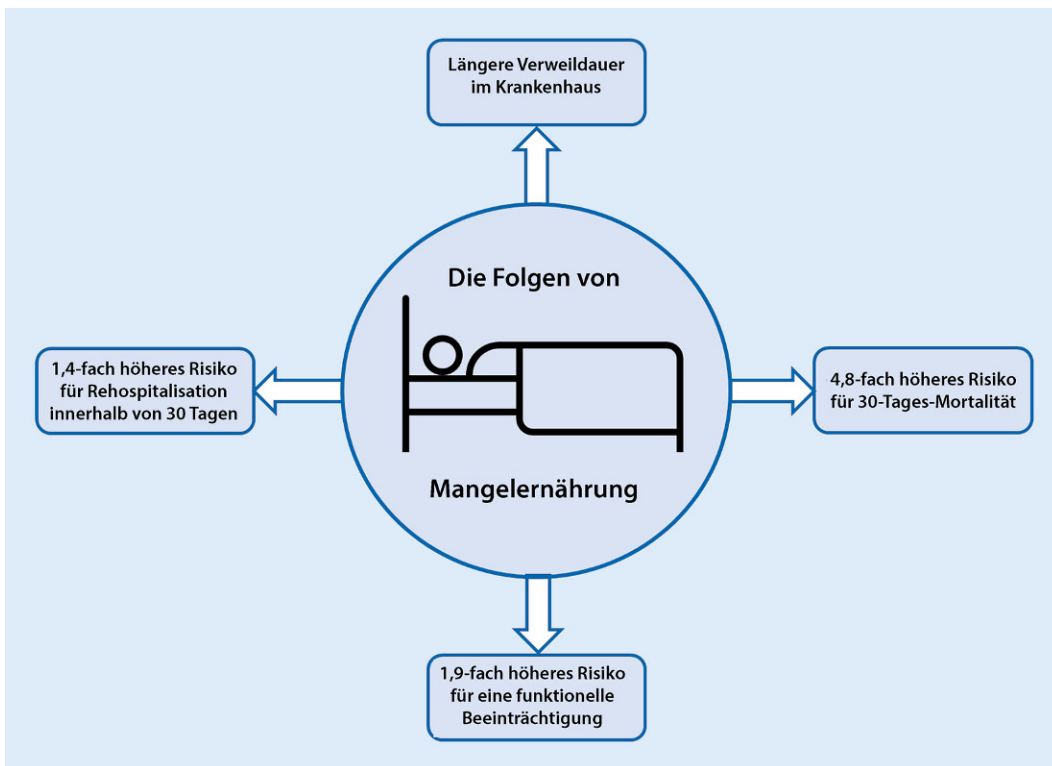 Längere Verweildauer
im Krankenhaus
Die Folgen von
Mangelernährung
1,4-fach höheres Risiko
für Rehospitalisation
innerhalb von 30 Tagen
4,8-fach höheres Risiko
für 30-Tages-Mortalität
1,9-fach höheres Risiko
für eine funktionelle
Beeinträchtigung